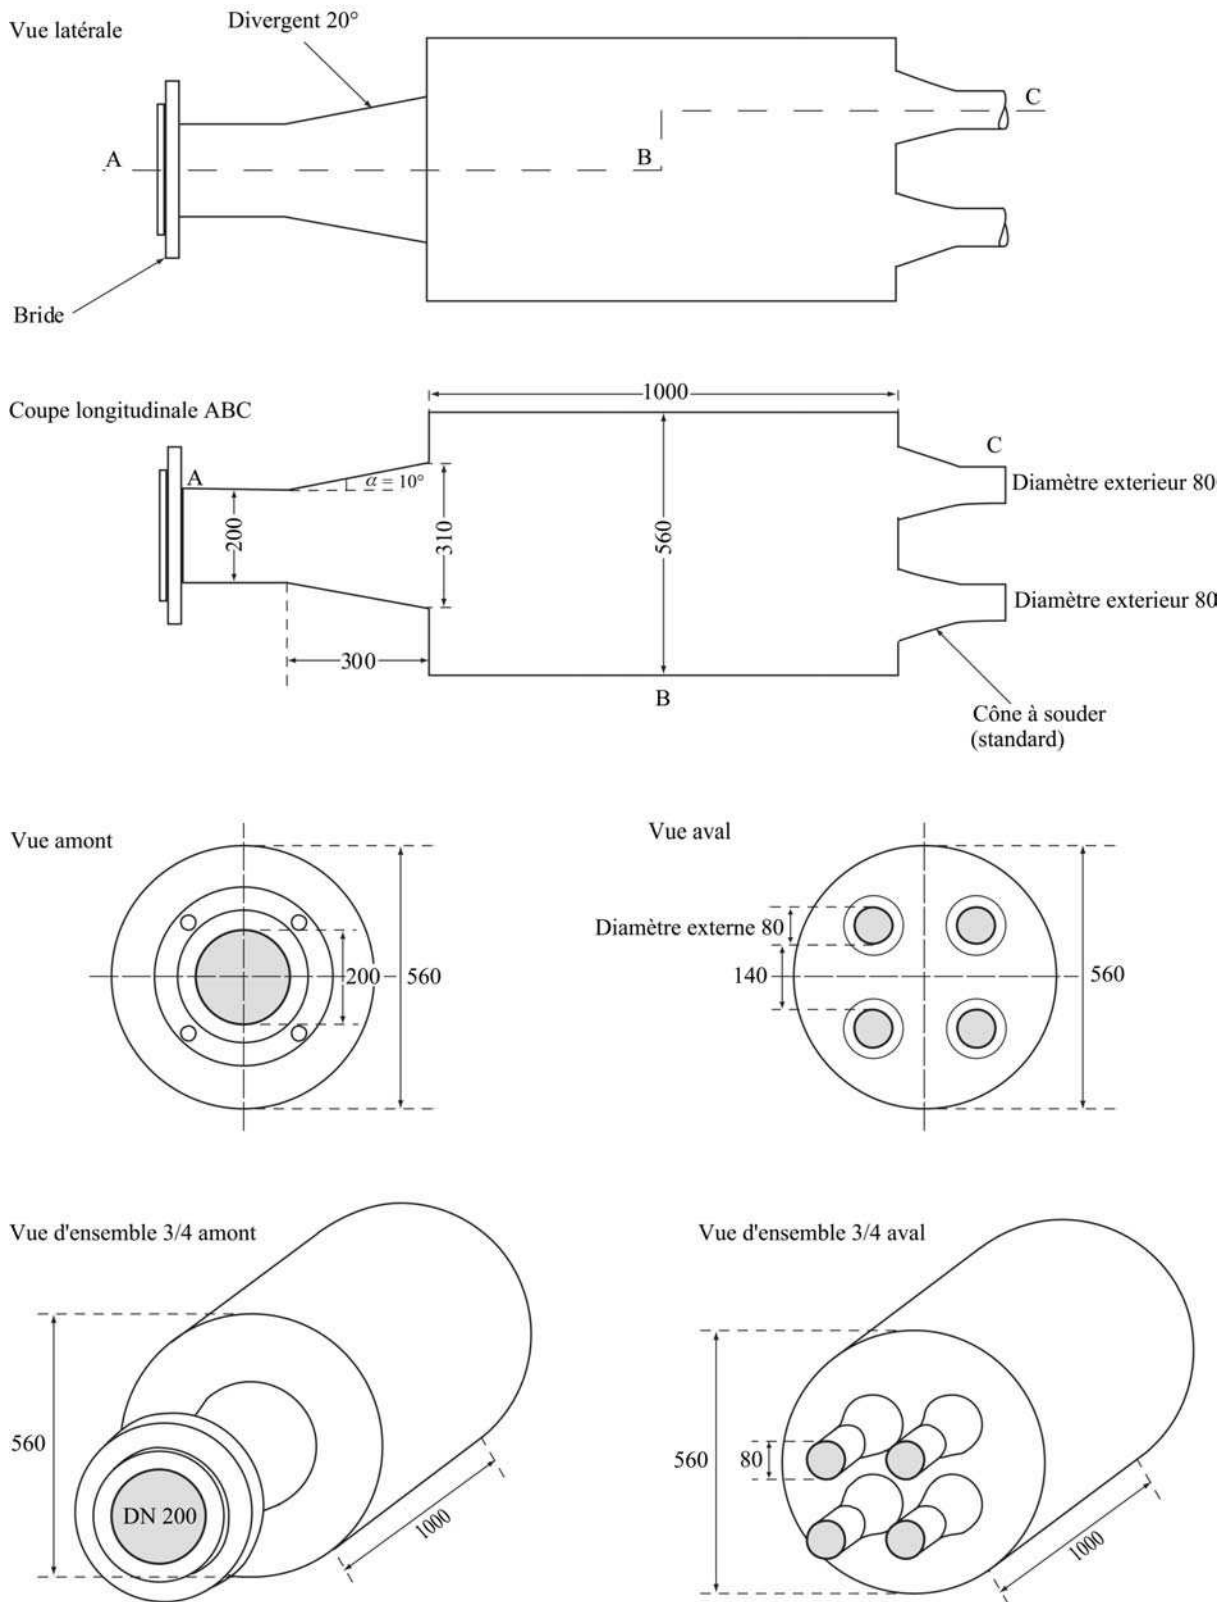 Vue latérale
Divergent 20°
A
B
C
Bride
Coupe longitudinale ABC
1000
A
α = 10°
200
310
560
300
B
C
Diamètre exterieur 80
Diamètre exterieur 80
Cône à souder
(standard)
Vue amont
200
560
Vue aval
Diamètre externe 80
140
560
Vue d'ensemble 3/4 amont
560
DN 200
1000
Vue d'ensemble 3/4 aval
560
80
1000